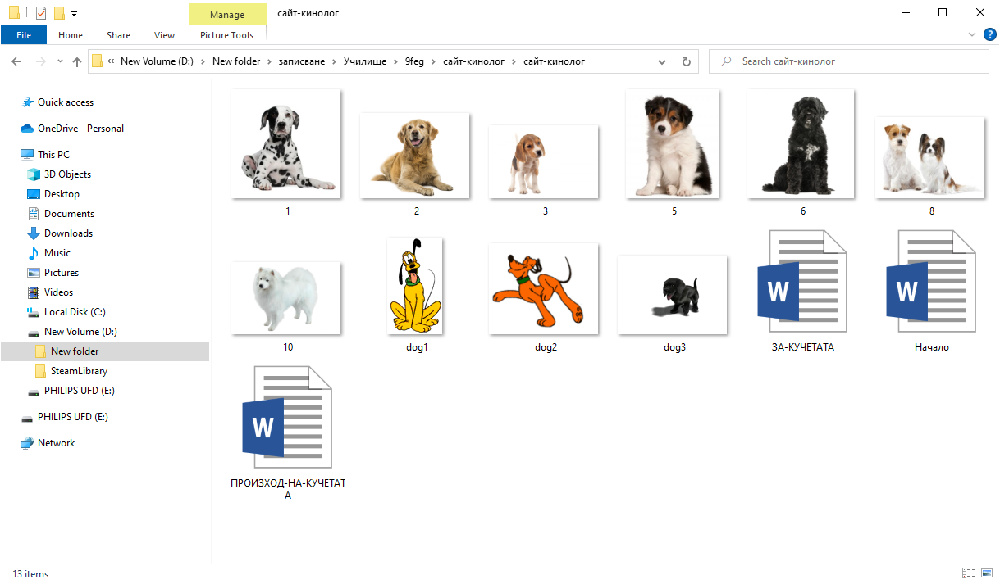 Manage
сайт-кинолог
File
Home
Share
View
Picture Tools
?
« New Volume (D:) › New folder › записване › Училище › 9feg › сайт-кинолог › сайт-кинолог
Search сайт-кинолог
Quick access
OneDrive - Personal
This PC
3D Objects
Desktop
Documents
Downloads
Music
Pictures
Videos
Local Disk (C:)
New Volume (D:)
New folder
SteamLibrary
PHILIPS UFD (E:)
PHILIPS UFD (E:)
Network
1
2
3
5
6
8
W
W
10
dog1
dog2
dog3
ЗА-КУЧЕТАТА
Начало
W
ПРОИЗХОД-НА-КУЧЕТАТ
А
13 items